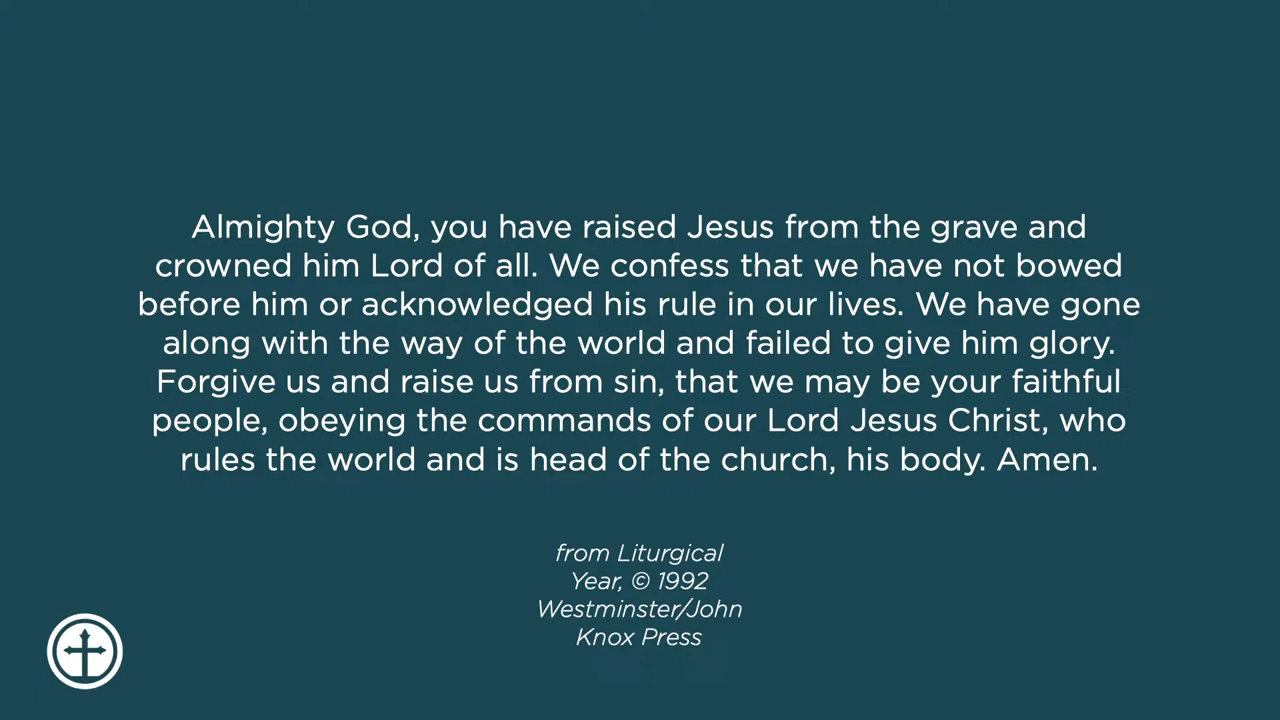 Almighty God, you have raised Jesus from the grave and
crowned him Lord of all. We confess that we have not bowed
before him or acknowledged his rule in our lives. We have gone
along with the way of the world and failed to give him glory.
Forgive us and raise us from sin, that we may be your faithful
people, obeying the commands of our Lord Jesus Christ, who
rules the world and is head of the church, his body. Amen.
from Liturgical
Year, © 1992
Westminster/John
Knox Press